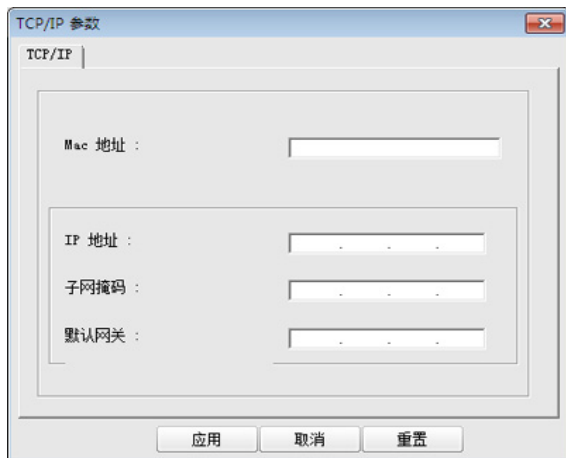 TCP/IP 参数
TCP/IP
Mac 地址 :
IP 地址 :
. . .
子网掩码 :
. . .
默认网关 :
. . .
应用 取消 重置